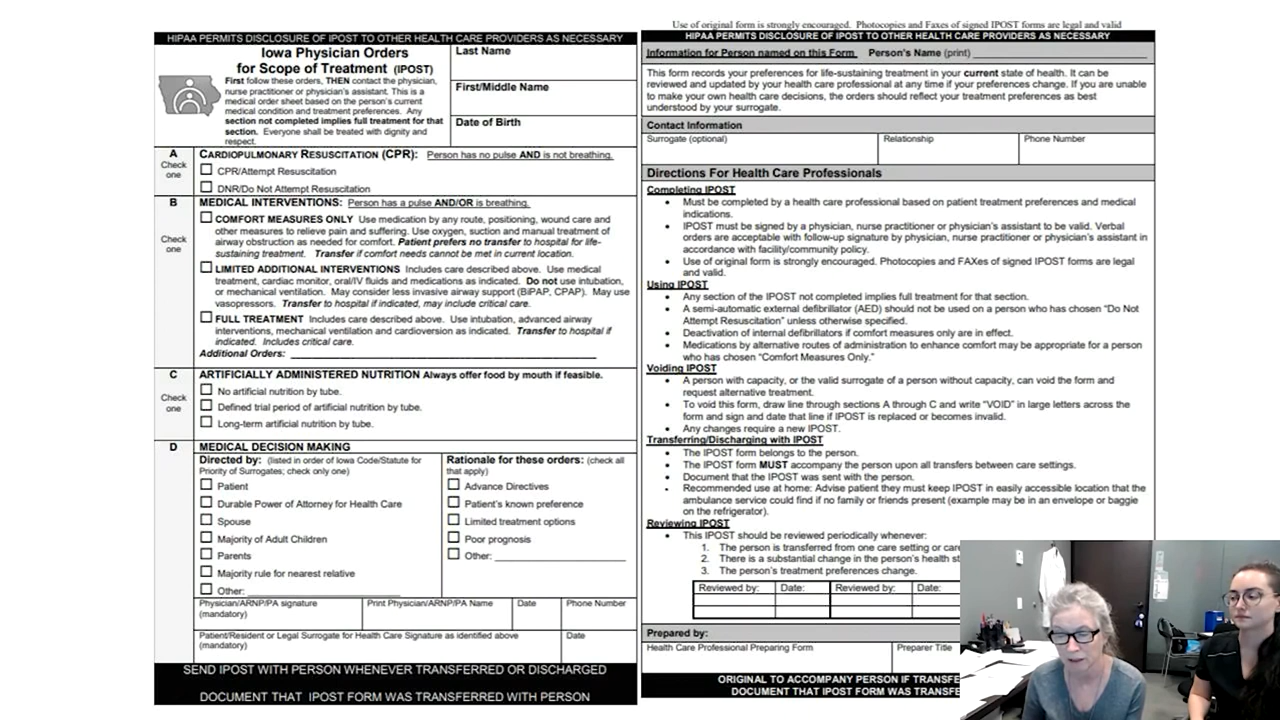 HIPAA PERMITS DISCLOSURE OF IPOST TO OTHER HEALTH CARE PROVIDERS AS NECESSARY
Iowa Physician Orders
for Scope of Treatment (IPOST)
First follow these orders, THEN contact the physician,
nurse practitioner or physician's assistant. This is a
medical order sheet based on the person's current
medical condition and treatment preferences. Any
section not completed implies full treatment for that
section. Everyone shall be treated with dignity and
respect.
Last Name
First/Middle Name
Date of Birth
A
Check
one
CARDIOPULMONARY RESUSCITATION (CPR): Person has no pulse AND is not breathing.
CPR/Attempt Resuscitation
DNR/Do Not Attempt Resuscitation
B
Check
one
MEDICAL INTERVENTIONS: Person has a pulse AND/OR is breathing.
COMFORT MEASURES ONLY Use medication by any route, positioning, wound care and
other measures to relieve pain and suffering. Use oxygen, suction and manual treatment of
airway obstruction as needed for comfort. Patient prefers no transfer to hospital for life-
sustaining treatment. Transfer if comfort needs cannot be met in current location.
LIMITED ADDITIONAL INTERVENTIONS Includes care described above. Use medical
treatment, cardiac monitor, oral/IV fluids and medications as indicated. Do not use intubation,
or mechanical ventilation. May consider less invasive airway support (BiPAP, CPAP). May use
vasopressors. Transfer to hospital if indicated, may include critical care.
FULL TREATMENT Includes care described above. Use intubation, advanced airway
interventions, mechanical ventilation and cardioversion as indicated. Transfer to hospital if
indicated. Includes critical care.
Additional Orders:
C
Check
one
ARTIFICIALLY ADMINISTERED NUTRITION Always offer food by mouth if feasible.
No artificial nutrition by tube.
Defined trial period of artificial nutrition by tube.
Long-term artificial nutrition by tube.
D
MEDICAL DECISION MAKING
Directed by: (listed in order of Iowa Code/Statute for
Priority of Surrogates; check only one)
Patient
Durable Power of Attorney for Health Care
Spouse
Majority of Adult Children
Parents
Majority rule for nearest relative
Other:
Rationale for these orders: (check all
that apply)
Advance Directives
Patient's known preference
Limited treatment options
Poor prognosis
Other:
Physician/ARNP/PA signature
(mandatory)
Print Physician/ARNP/PA Name
Date
Phone Number
Patient/Resident or Legal Surrogate for Health Care Signature as identified above
(mandatory)
Date
SEND IPOST WITH PERSON WHENEVER TRANSFERRED OR DISCHARGED
DOCUMENT THAT IPOST FORM WAS TRANSFERRED WITH PERSON
Use of original form is strongly encouraged. Photocopies and Faxes of signed IPOST forms are legal and valid
HIPAA PERMITS DISCLOSURE OF IPOST TO OTHER HEALTH CARE PROVIDERS AS NECESSARY
Information for Person named on this Form Person's Name (print)
This form records your preferences for life-sustaining treatment in your current state of health. It can be
reviewed and updated by your health care professional at any time if your preferences change. If you are unable
to make your own health care decisions, the orders should reflect your treatment preferences as best
understood by your surrogate.
Contact Information
Surrogate (optional)
Relationship
Phone Number
Directions For Health Care Professionals
Completing IPOST
• Must be completed by a health care professional based on patient treatment preferences and medical
indications.
• IPOST must be signed by a physician, nurse practitioner or physician's assistant to be valid. Verbal
orders are acceptable with follow-up signature by physician, nurse practitioner or physician's assistant in
accordance with facility/community policy.
• Use of original form is strongly encouraged. Photocopies and FAXes of signed IPOST forms are legal
and valid.
Using IPOST
• Any section of the IPOST not completed implies full treatment for that section.
• A semi-automatic external defibrillator (AED) should not be used on a person who has chosen "Do Not
Attempt Resuscitation" unless otherwise specified.
• Deactivation of internal defibrillators if comfort measures only are in effect.
• Medications by alternative routes of administration to enhance comfort may be appropriate for a person
who has chosen "Comfort Measures Only."
Voiding IPOST
• A person with capacity, or the valid surrogate of a person without capacity, can void the form and
request alternative treatment.
• To void this form, draw line through sections A through C and write "VOID" in large letters across the
form and sign and date that line if IPOST is replaced or becomes invalid.
• Any changes require a new IPOST.
Transferring/Discharging with IPOST
• The IPOST form belongs to the person.
• The IPOST form MUST accompany the person upon all transfers between care settings.
• Document that the IPOST was sent with the person.
• Recommended use at home: Advise patient they must keep IPOST in easily accessible location that the
ambulance service could find if no family or friends present (example may be in an envelope or baggie
on the refrigerator).
Reviewing IPOST
• This IPOST should be reviewed periodically whenever:
1. The person is transferred from one care setting or care
2. There is a substantial change in the person's health st
3. The person's treatment preferences change.
Reviewed by: Date: Reviewed by: Date:
Prepared by:
Health Care Professional Preparing Form
Preparer Title
ORIGINAL TO ACCOMPANY PERSON IF TRANSFE
DOCUMENT THAT IPOST FORM WAS TRANSFE